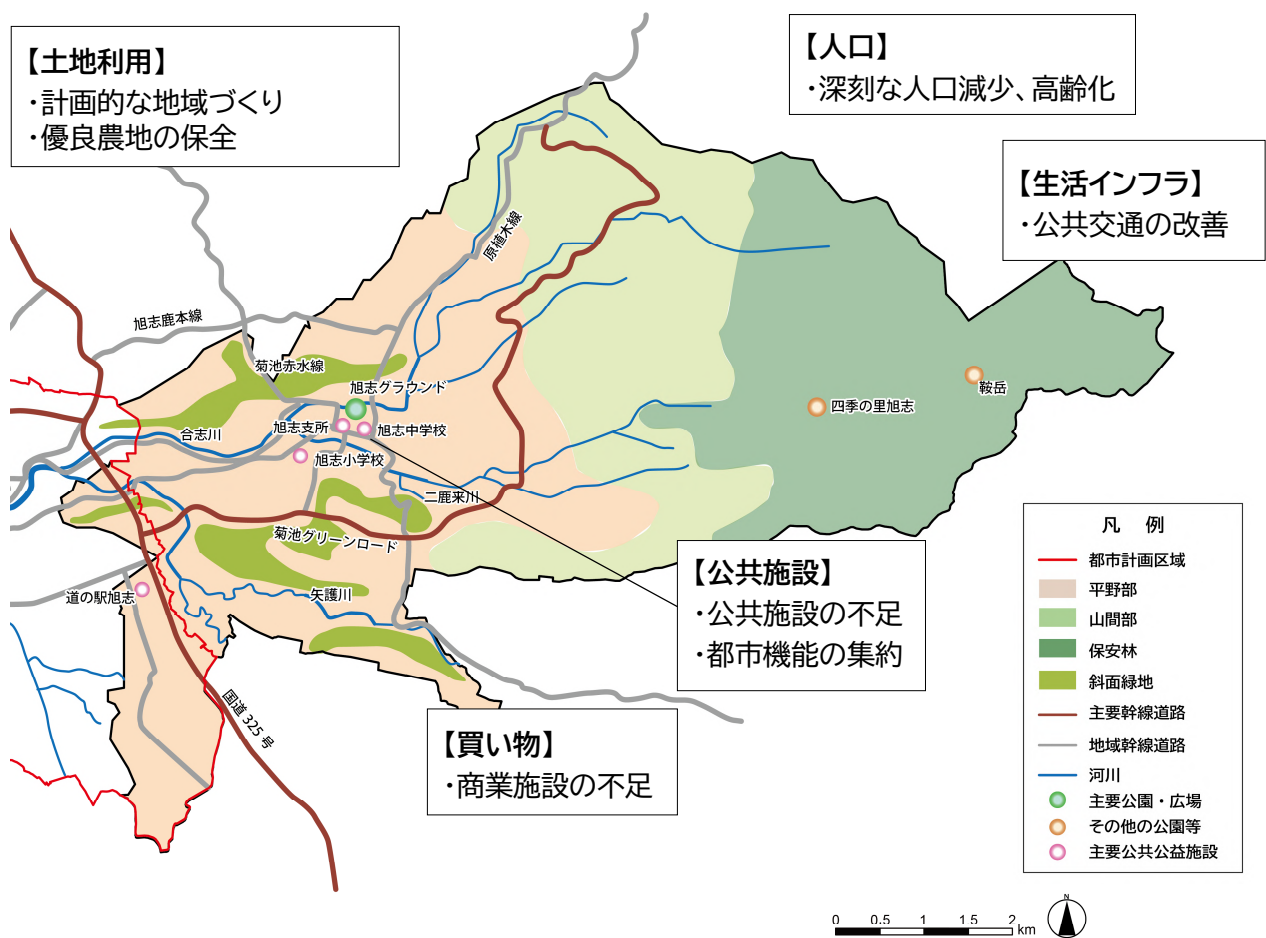 【土地利用】
・計画的な地域づくり
・優良農地の保全
【人口】
・深刻な人口減少、高齢化
【生活インフラ】
・公共交通の改善
原植木線
旭志鹿本線
菊池赤水線
旭志グラウンド
鞍岳
四季の里旭志
合志川
旭志支所
旭志中学校
旭志小学校
二鹿来川
菊池グリーンロード
矢護川
道の駅旭志
国道325号
【公共施設】
・公共施設の不足
・都市機能の集約
【買い物】
・商業施設の不足
凡 例
都市計画区域
平野部
山間部
保安林
斜面緑地
主要幹線道路
地域幹線道路
河川
主要公園・広場
その他の公園等
主要公共公益施設
0 0.5 1 1.5 2 km
N